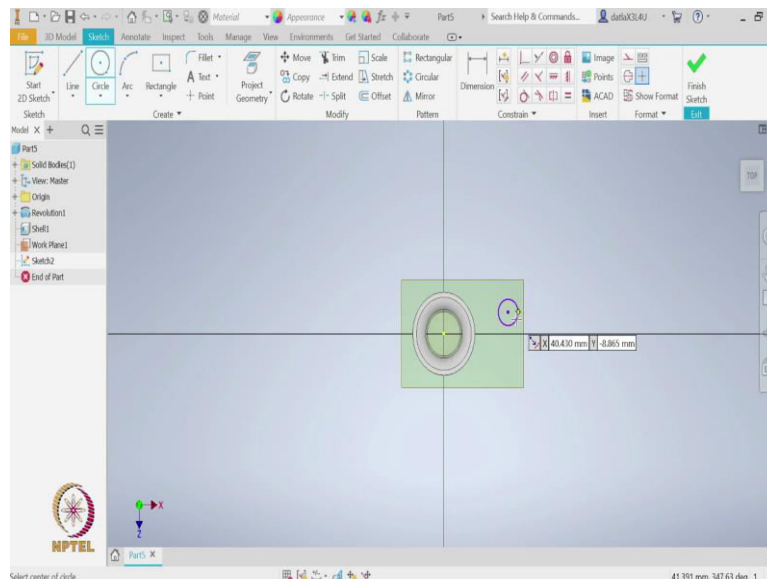 Material Appearance fx Part5 Search Help & Commands... datlaX3L4U
File 3D Model Sketch Annotate Inspect Tools Manage View Environments Get Started Collaborate
Start 2D Sketch Line Circle Arc Rectangle Fillet Text Point Project Geometry Move Copy Rotate Trim Extend Split Scale Stretch Offset Rectangular Circular Mirror Dimension Image Points ACAD Show Format Finish Sketch
Sketch Create Modify Pattern Constrain Insert Format Exit
Model X +
Part5
Solid Bodies(1)
View: Master
Origin
Revolution1
Shell1
Work Plane1
Sketch2
End of Part
TOP
X 40.430 mm Y -8.865 mm
X
Z
NPTEL
Part5 X
Select center of circle 41.391 mm, 347.63 deg 1